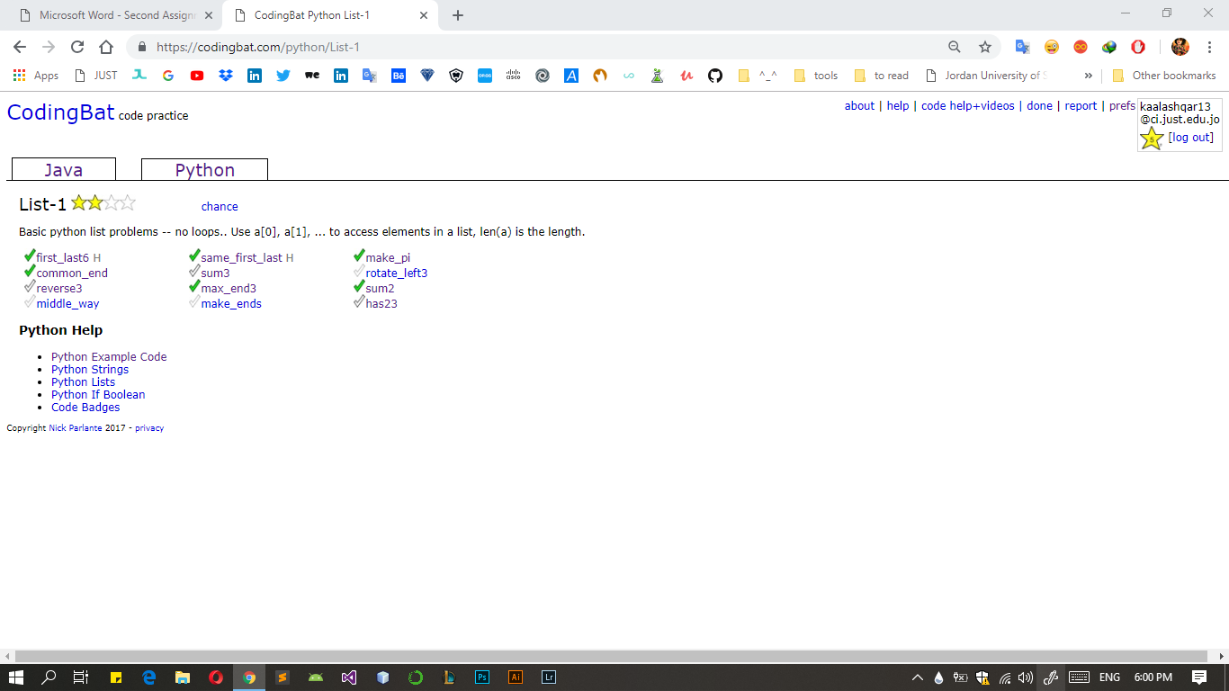 Microsoft Word - Second Assign
CodingBat Python List-1
https://codingbat.com/python/List-1
Apps
JUST
^_^
tools
to read
Jordan University of S
»
Other bookmarks
CodingBat code practice
about | help | code help+videos | done | report | prefs
kaalashqar13
@ci.just.edu.jo
[log out]
Java
Python
List-1
chance
Basic python list problems -- no loops.. Use a[0], a[1], ... to access elements in a list, len(a) is the length.
first_last6 H
same_first_last H
make_pi
common_end
sum3
rotate_left3
reverse3
max_end3
sum2
middle_way
make_ends
has23
Python Help
Python Example Code
Python Strings
Python Lists
Python If Boolean
Code Badges
Copyright Nick Parlante 2017 - privacy
ENG
6:00 PM